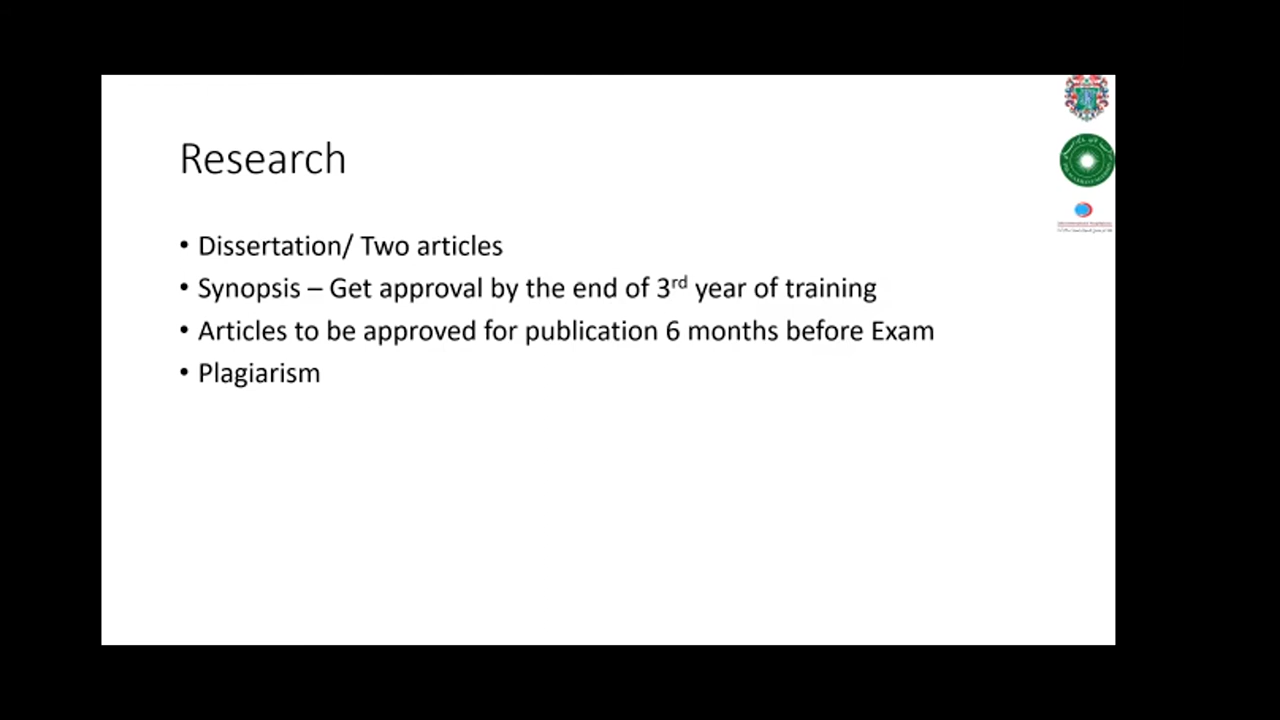 Research
• Dissertation/ Two articles
• Synopsis – Get approval by the end of 3rd year of training
• Articles to be approved for publication 6 months before Exam
• Plagiarism